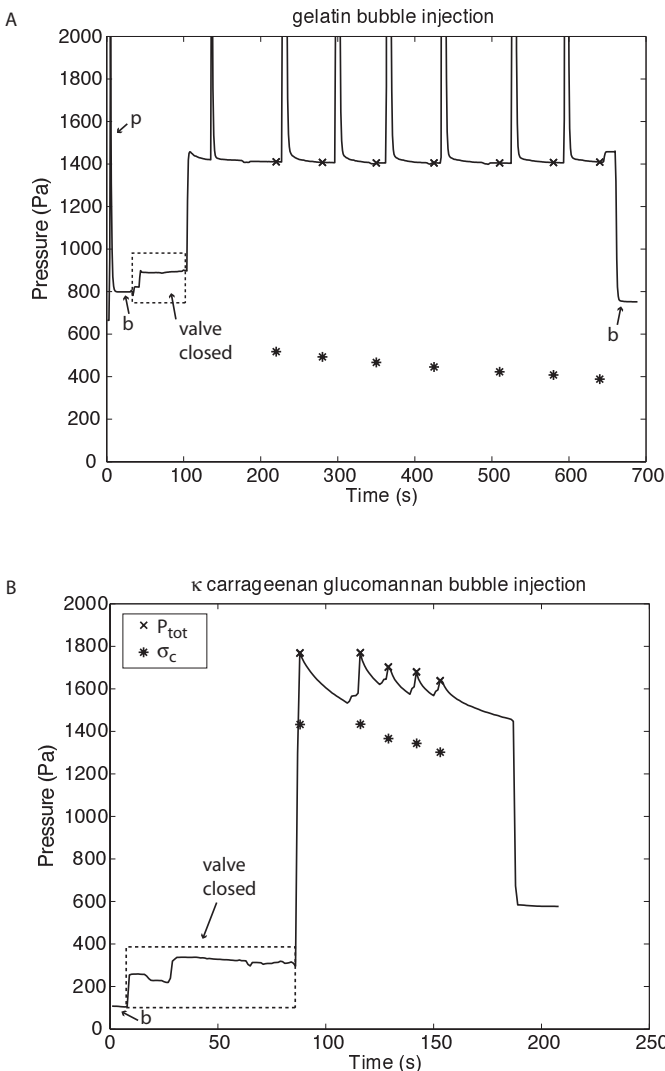 A
gelatin bubble injection
2000
1800
1600
1400
1200
1000
800
600
400
200
0
Pressure (Pa)
p
b
valve
closed
b
0
100
200
300
400
500
600
700
Time (s)
B
κ carrageenan glucomannan bubble injection
2000
1800
1600
1400
1200
1000
800
600
400
200
0
Pressure (Pa)
P_tot
σ_c
valve
closed
b
0
50
100
150
200
250
Time (s)